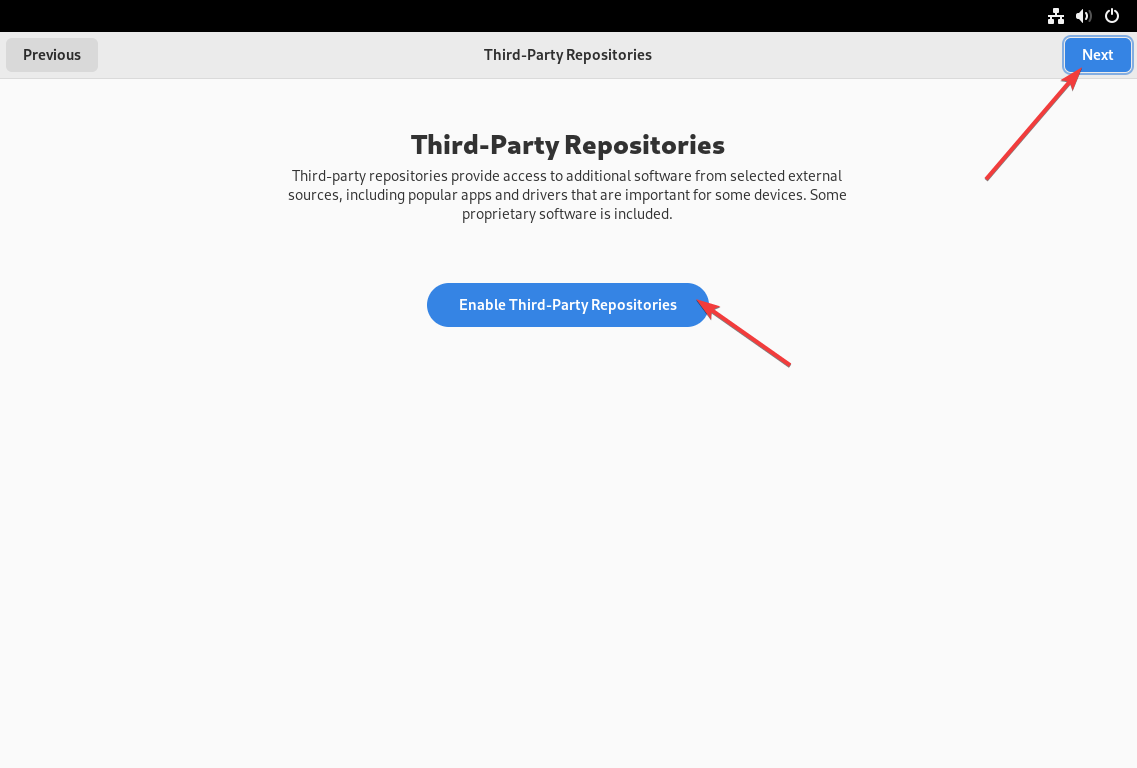 Previous
Third-Party Repositories
Next
Third-Party Repositories
Third-party repositories provide access to additional software from selected external
sources, including popular apps and drivers that are important for some devices. Some
proprietary software is included.
Enable Third-Party Repositories